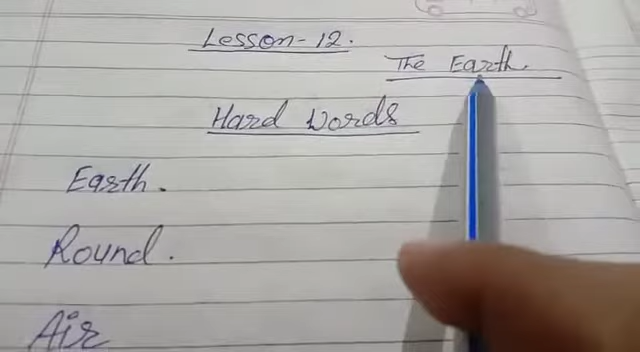 Lesson-12.
The Earth.
Hard Words
Earth.
Round.
Air